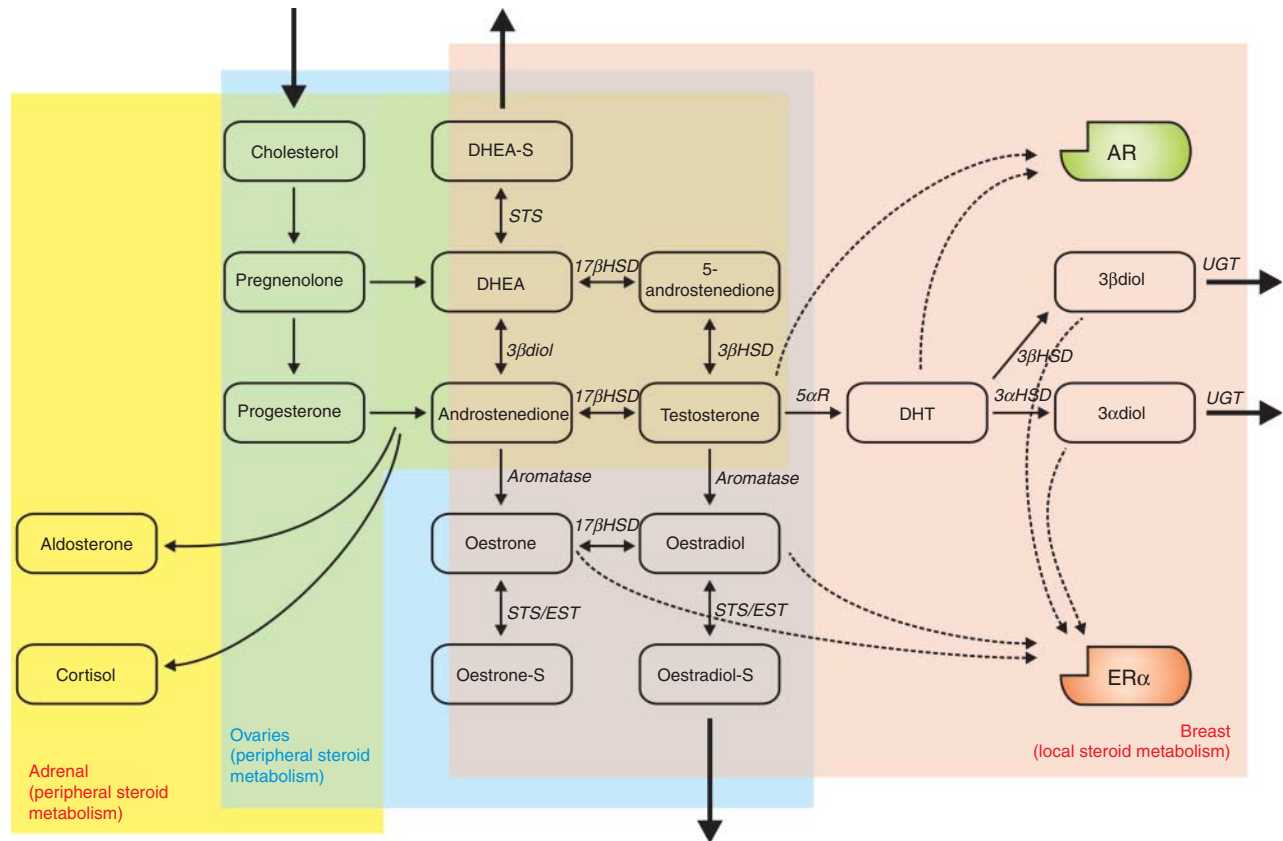 Cholesterol
DHEA-S
AR
STS
Pregnenolone
DHEA
17βHSD
5-
androstenedione
3βdiol
UGT
3βdiol
3βHSD
3βHSD
Progesterone
Androstenedione
17βHSD
Testosterone
5αR
DHT
3αHSD
3αdiol
UGT
Aromatase
Aromatase
Aldosterone
Oestrone
17βHSD
Oestradiol
STS/EST
STS/EST
Cortisol
Oestrone-S
Oestradiol-S
ERα
Ovaries
(peripheral steroid
metabolism)
Breast
(local steroid metabolism)
Adrenal
(peripheral steroid
metabolism)